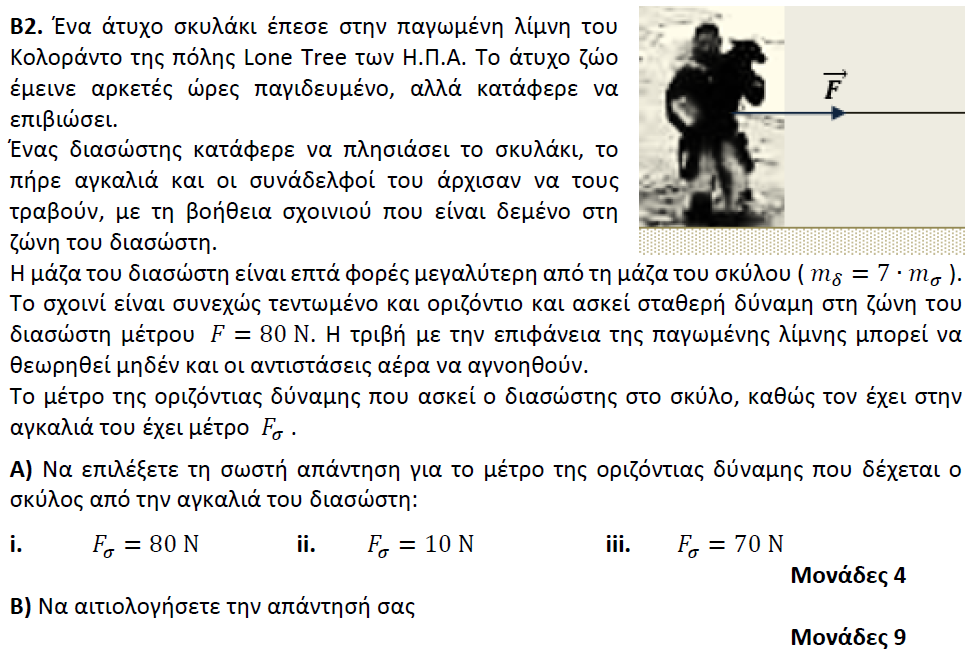 Β2. Ένα άτυχο σκυλάκι έπεσε στην παγωμένη λίμνη του
Κολοράντο της πόλης Lone Tree των Η.Π.Α. Το άτυχο ζώο
έμεινε αρκετές ώρες παγιδευμένο, αλλά κατάφερε να
επιβιώσει.
Ένας διασώστης κατάφερε να πλησιάσει το σκυλάκι, το
πήρε αγκαλιά και οι συνάδελφοί του άρχισαν να τους
τραβούν, με τη βοήθεια σχοινιού που είναι δεμένο στη
ζώνη του διασώστη.
\vec{F}
Η μάζα του διασώστη είναι επτά φορές μεγαλύτερη από τη μάζα του σκύλου ( m_δ = 7 · m_σ ).
Το σχοινί είναι συνεχώς τεντωμένο και οριζόντιο και ασκεί σταθερή δύναμη στη ζώνη του
διασώστη μέτρου F = 80 N. Η τριβή με την επιφάνεια της παγωμένης λίμνης μπορεί να
θεωρηθεί μηδέν και οι αντιστάσεις αέρα να αγνοηθούν.
Το μέτρο της οριζόντιας δύναμης που ασκεί ο διασώστης στο σκύλο, καθώς τον έχει στην
αγκαλιά του έχει μέτρο F_σ .
Α) Να επιλέξετε τη σωστή απάντηση για το μέτρο της οριζόντιας δύναμης που δέχεται ο
σκύλος από την αγκαλιά του διασώστη:
i. F_σ = 80 N ii. F_σ = 10 N iii. F_σ = 70 N
Μονάδες 4
Β) Να αιτιολογήσετε την απάντησή σας
Μονάδες 9